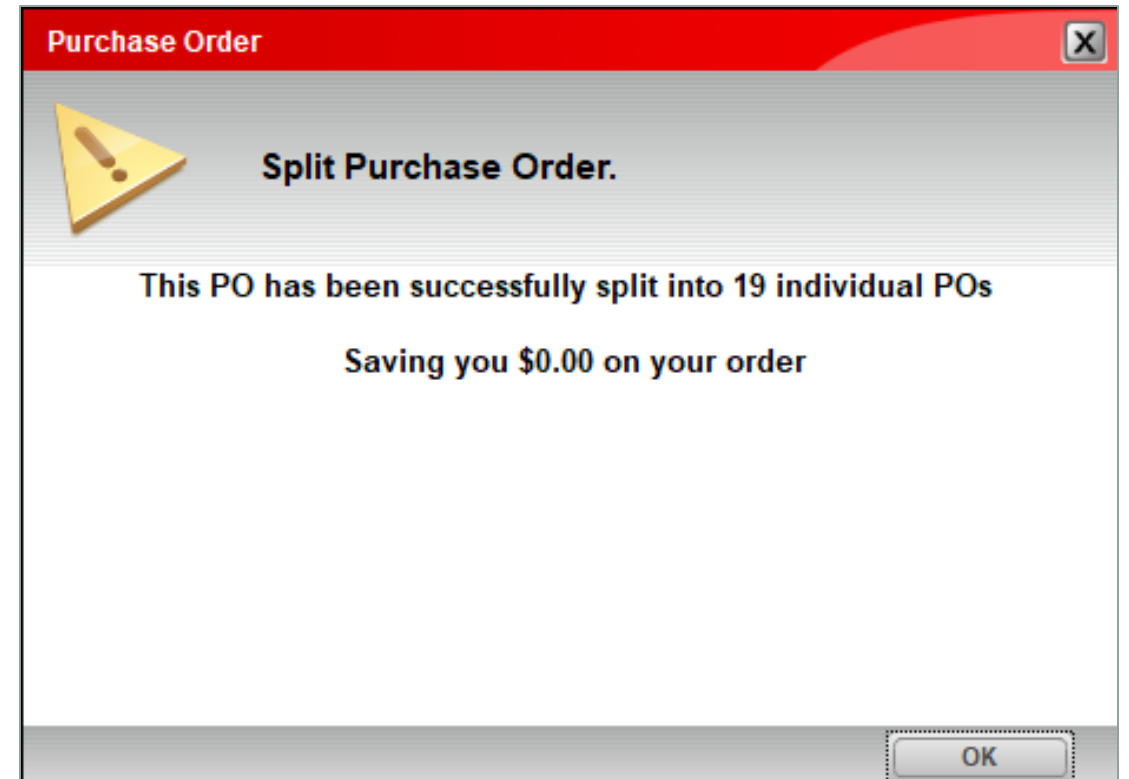 Purchase Order
X
Split Purchase Order.
This PO has been successfully split into 19 individual POs
Saving you $0.00 on your order
OK